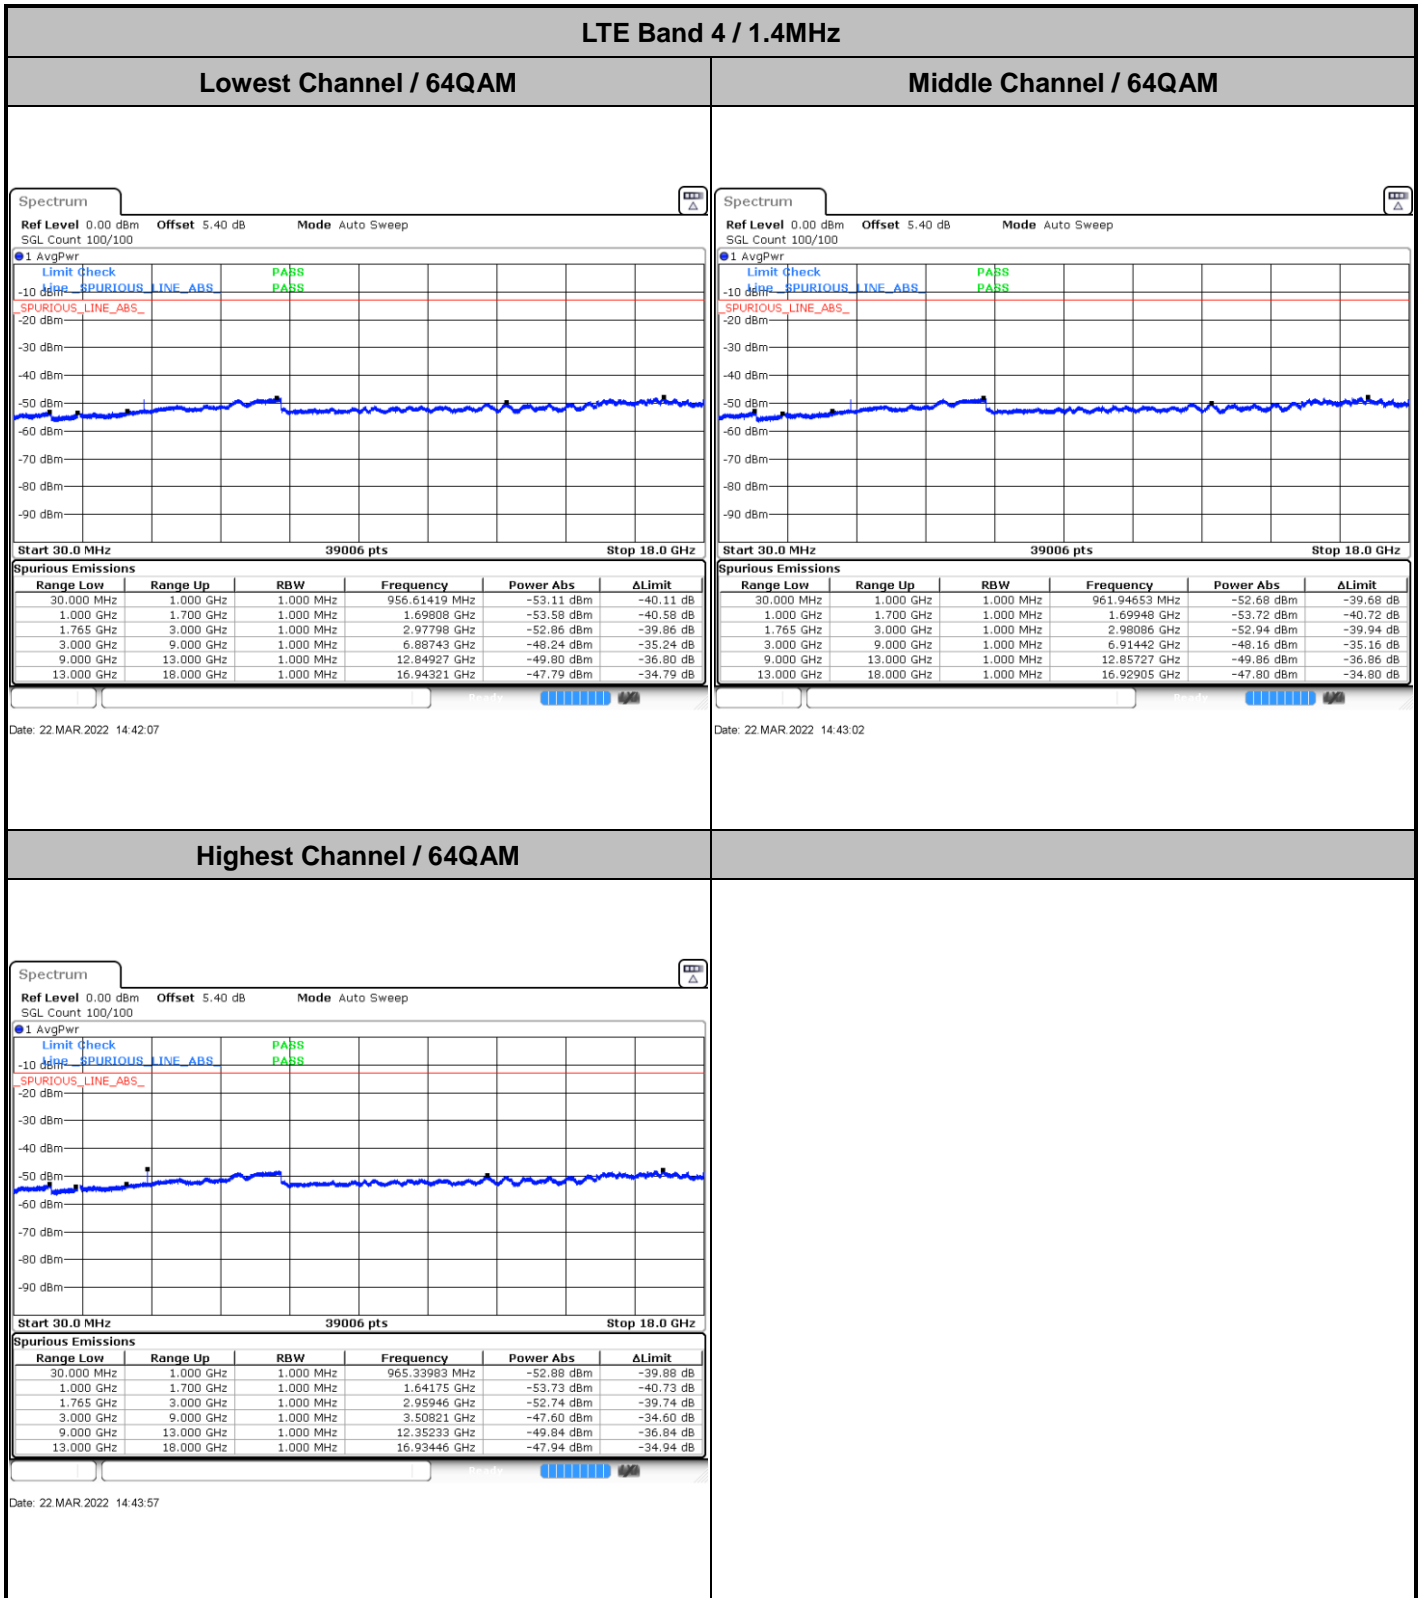 LTE Band 4 / 1.4MHz
Lowest Channel / 64QAM
Middle Channel / 64QAM
Spectrum
Ref Level 0.00 dBm Offset 5.40 dB Mode Auto Sweep
SGL Count 100/100
1 AvgPwr
Limit Check PASS
Line _SPURIOUS_LINE_ABS_ PASS
-10 dBm
_SPURIOUS_LINE_ABS_
-20 dBm
-30 dBm
-40 dBm
-50 dBm
-60 dBm
-70 dBm
-80 dBm
-90 dBm
Start 30.0 MHz 39006 pts Stop 18.0 GHz
Spurious Emissions
Range Low Range Up RBW Frequency Power Abs ΔLimit
30.000 MHz 1.000 GHz 1.000 MHz 956.61419 MHz -53.11 dBm -40.11 dB
1.000 GHz 1.700 GHz 1.000 MHz 1.69808 GHz -53.58 dBm -40.58 dB
1.765 GHz 3.000 GHz 1.000 MHz 2.97798 GHz -52.86 dBm -39.86 dB
3.000 GHz 9.000 GHz 1.000 MHz 6.88743 GHz -48.24 dBm -35.24 dB
9.000 GHz 13.000 GHz 1.000 MHz 12.84927 GHz -49.80 dBm -36.80 dB
13.000 GHz 18.000 GHz 1.000 MHz 16.94321 GHz -47.79 dBm -34.79 dB
Ready
Date: 22.MAR.2022 14:42:07
Spectrum
Ref Level 0.00 dBm Offset 5.40 dB Mode Auto Sweep
SGL Count 100/100
1 AvgPwr
Limit Check PASS
Line _SPURIOUS_LINE_ABS_ PASS
-10 dBm
_SPURIOUS_LINE_ABS_
-20 dBm
-30 dBm
-40 dBm
-50 dBm
-60 dBm
-70 dBm
-80 dBm
-90 dBm
Start 30.0 MHz 39006 pts Stop 18.0 GHz
Spurious Emissions
Range Low Range Up RBW Frequency Power Abs ΔLimit
30.000 MHz 1.000 GHz 1.000 MHz 961.94653 MHz -52.68 dBm -39.68 dB
1.000 GHz 1.700 GHz 1.000 MHz 1.69948 GHz -53.72 dBm -40.72 dB
1.765 GHz 3.000 GHz 1.000 MHz 2.98086 GHz -52.94 dBm -39.94 dB
3.000 GHz 9.000 GHz 1.000 MHz 6.91442 GHz -48.16 dBm -35.16 dB
9.000 GHz 13.000 GHz 1.000 MHz 12.85727 GHz -49.86 dBm -36.86 dB
13.000 GHz 18.000 GHz 1.000 MHz 16.92905 GHz -47.80 dBm -34.80 dB
Ready
Date: 22.MAR.2022 14:43:02
Highest Channel / 64QAM
Spectrum
Ref Level 0.00 dBm Offset 5.40 dB Mode Auto Sweep
SGL Count 100/100
1 AvgPwr
Limit Check PASS
Line _SPURIOUS_LINE_ABS_ PASS
-10 dBm
_SPURIOUS_LINE_ABS_
-20 dBm
-30 dBm
-40 dBm
-50 dBm
-60 dBm
-70 dBm
-80 dBm
-90 dBm
Start 30.0 MHz 39006 pts Stop 18.0 GHz
Spurious Emissions
Range Low Range Up RBW Frequency Power Abs ΔLimit
30.000 MHz 1.000 GHz 1.000 MHz 965.33983 MHz -52.88 dBm -39.88 dB
1.000 GHz 1.700 GHz 1.000 MHz 1.64175 GHz -53.73 dBm -40.73 dB
1.765 GHz 3.000 GHz 1.000 MHz 2.95946 GHz -52.74 dBm -39.74 dB
3.000 GHz 9.000 GHz 1.000 MHz 3.50821 GHz -47.60 dBm -34.60 dB
9.000 GHz 13.000 GHz 1.000 MHz 12.35233 GHz -49.84 dBm -36.84 dB
13.000 GHz 18.000 GHz 1.000 MHz 16.93446 GHz -47.94 dBm -34.94 dB
Ready
Date: 22.MAR.2022 14:43:57